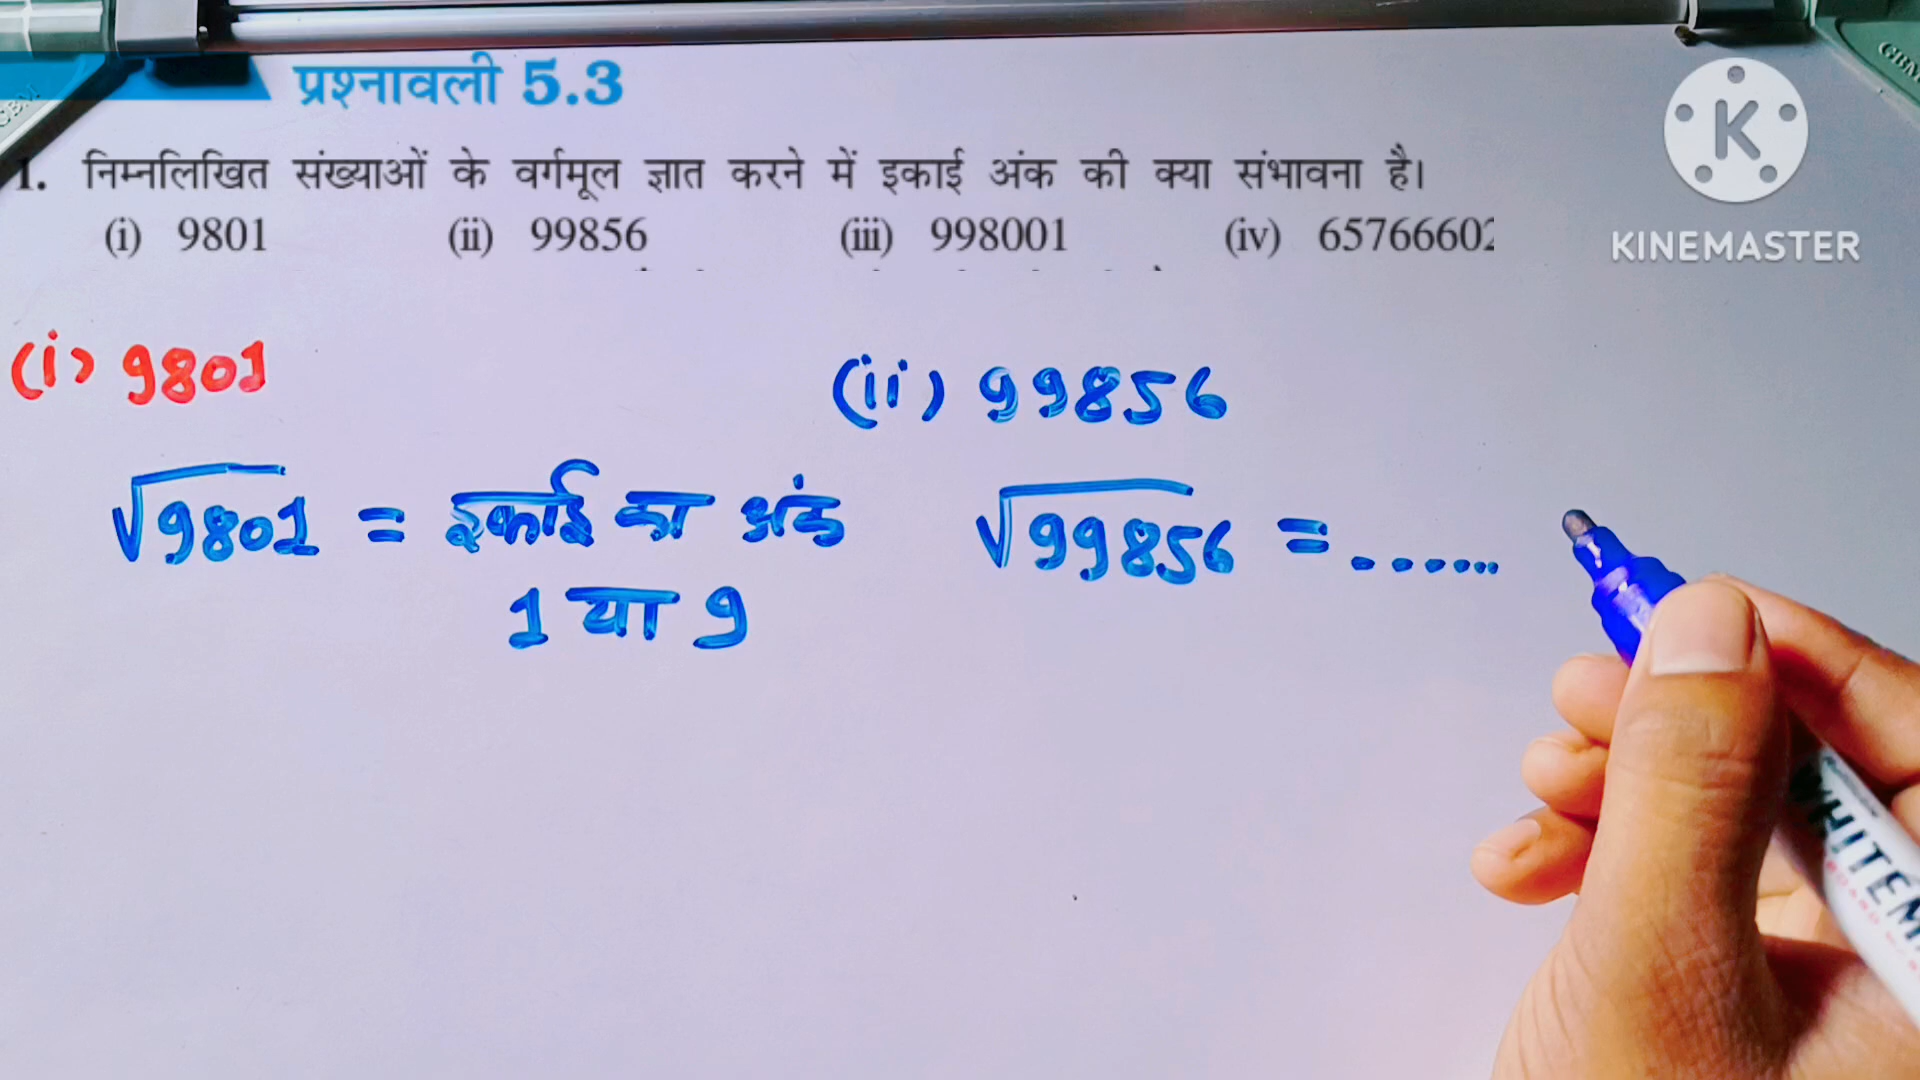 प्रश्नावली 5.3
1. निम्नलिखित संख्याओं के वर्गमूल ज्ञात करने में इकाई अंक की क्या संभावना है।
(i) 9801 (ii) 99856 (iii) 998001 (iv) 65766602
K
KINEMASTER
(i) 9801
(ii) 99856
√9801 = इकाई का अंक
1 या 9
√99856 = ......